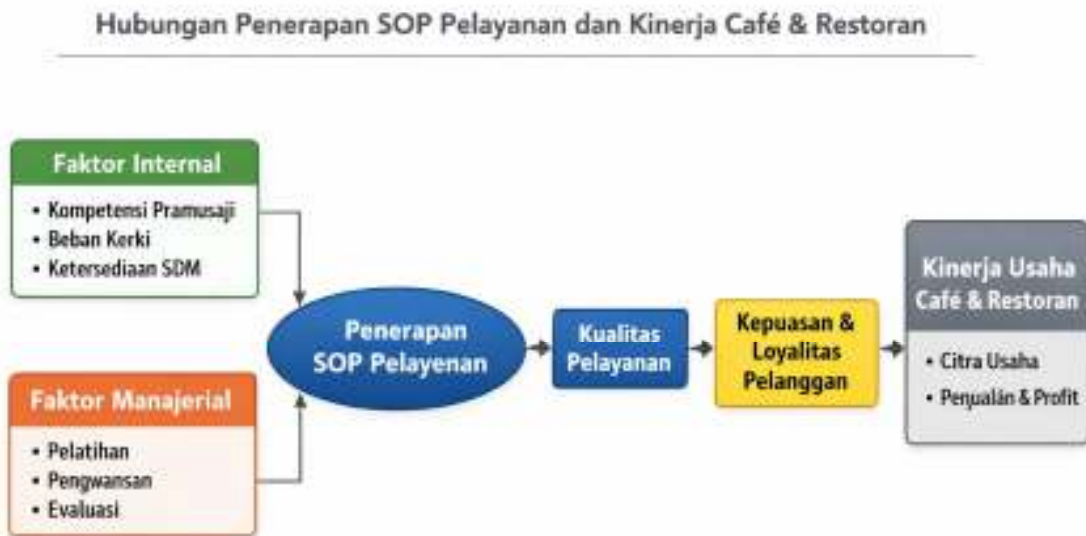 Hubungan Penerapan SOP Pelayanan dan Kinerja Café & Restoran
Faktor Internal
• Kompetensi Pramusaji
• Beban Kerki
• Ketersediaan SDM
Faktor Manajerial
• Pelatihan
• Pengwansan
• Evaluasi
Penerapan
SOP Pelayenan
Kualitas
Pelayanan
Kepuasan &
Loyalitas
Pelanggan
Kinerja Usaha
Café & Restoran
• Citra Usaha
• Penjualán & Profit